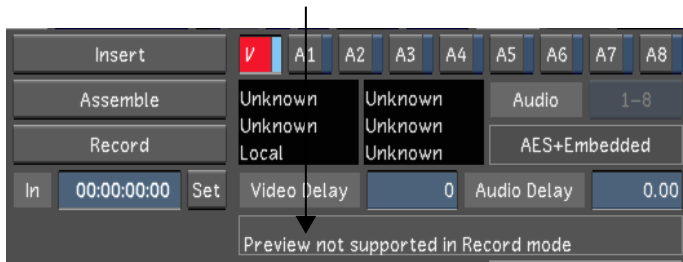 Insert V A1 A2 A3 A4 A5 A6 A7 A8
Assemble Unknown Unknown Audio 1-8
Unknown Unknown
Record Local Unknown AES+Embedded
In 00:00:00:00 Set Video Delay 0 Audio Delay 0.00
Preview not supported in Record mode